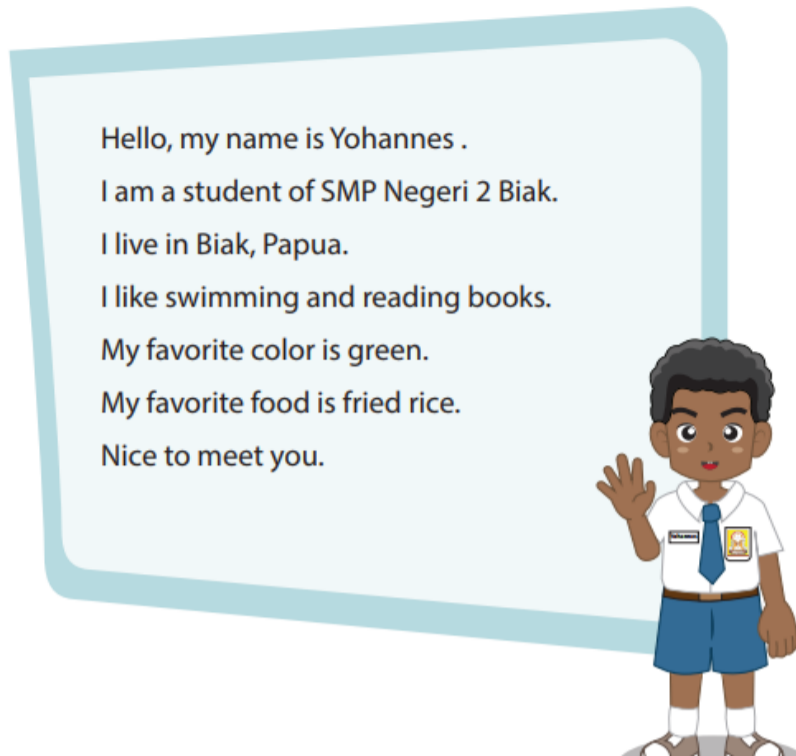 Hello, my name is Yohannes .
I am a student of SMP Negeri 2 Biak.
I live in Biak, Papua.
I like swimming and reading books.
My favorite color is green.
My favorite food is fried rice.
Nice to meet you.
Yohannes